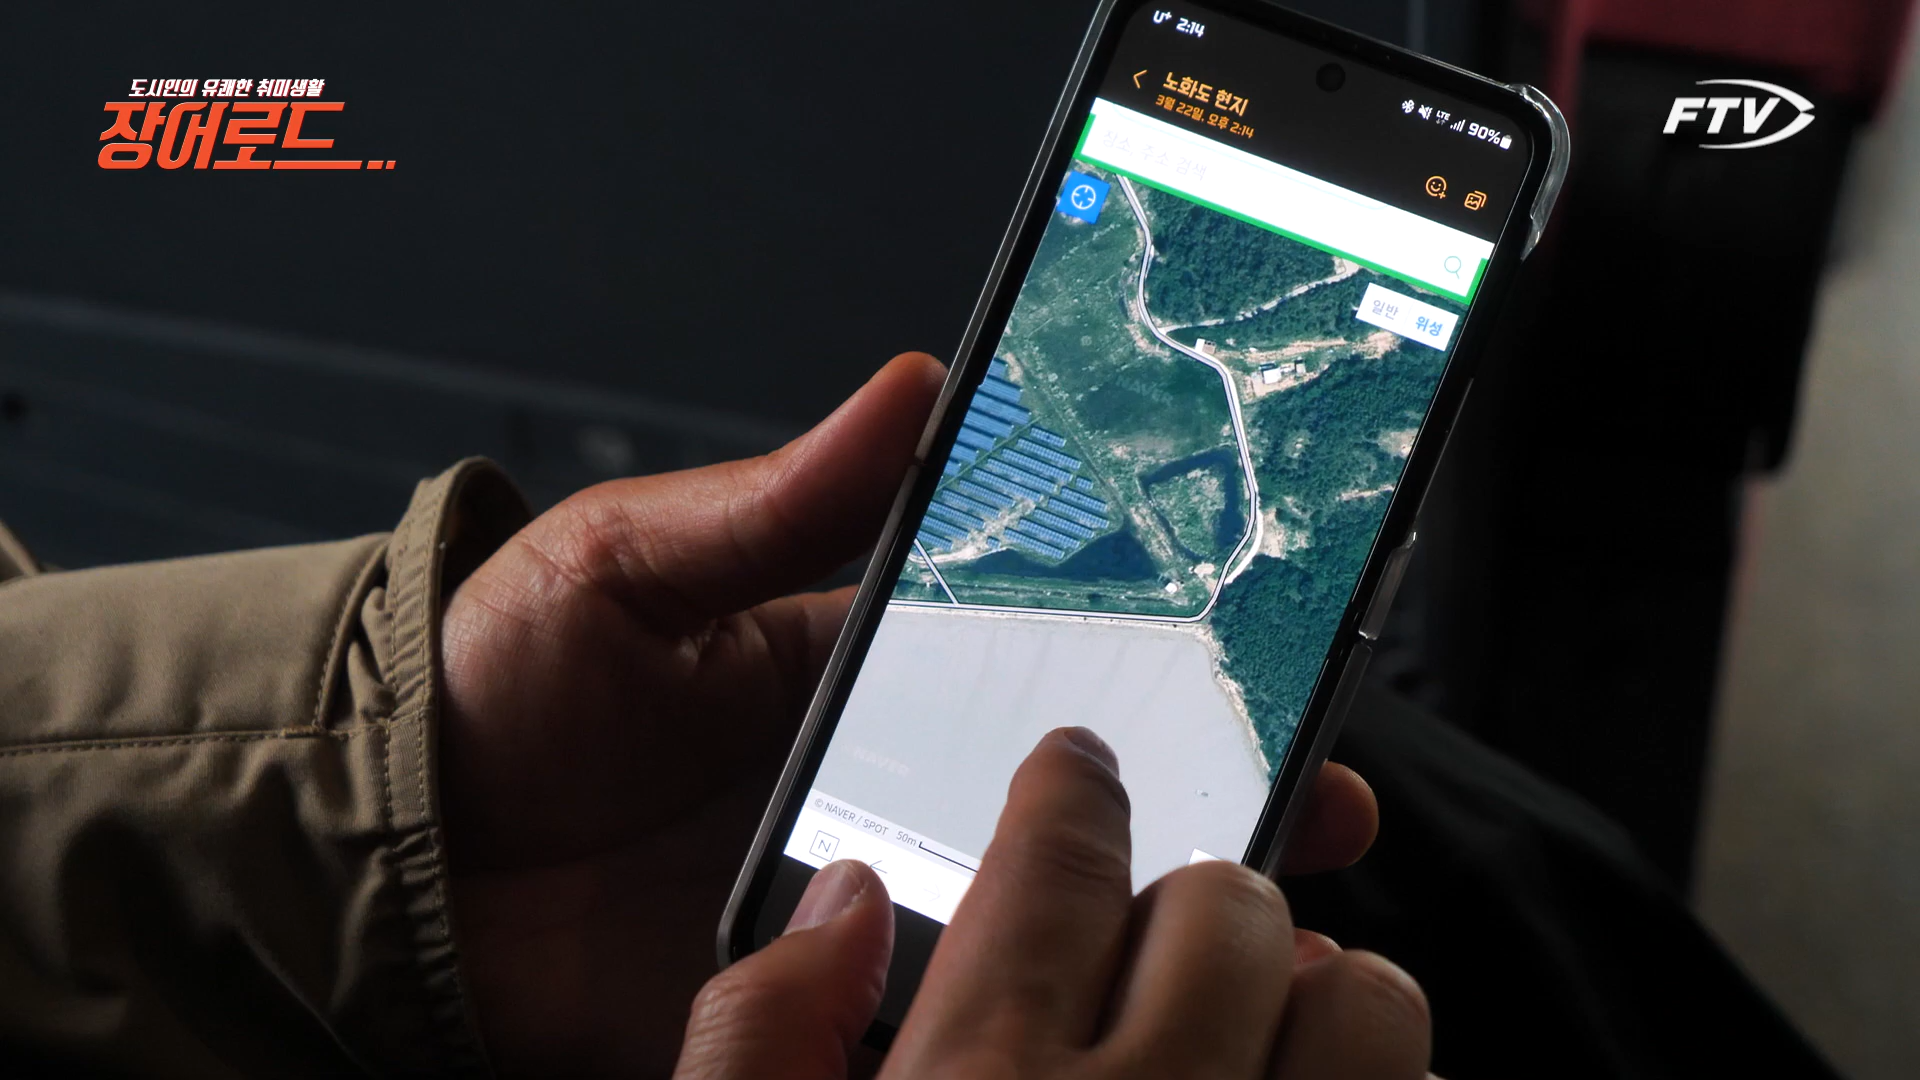 도시인의 유쾌한 취미생활
장어로드...
FTV
U+ 2:14
LTE 90%
노화도 현지
3월 22일, 오후 2:14
장소, 주소 검색
일반 위성
NAVER
© NAVER / SPOT 50m
N